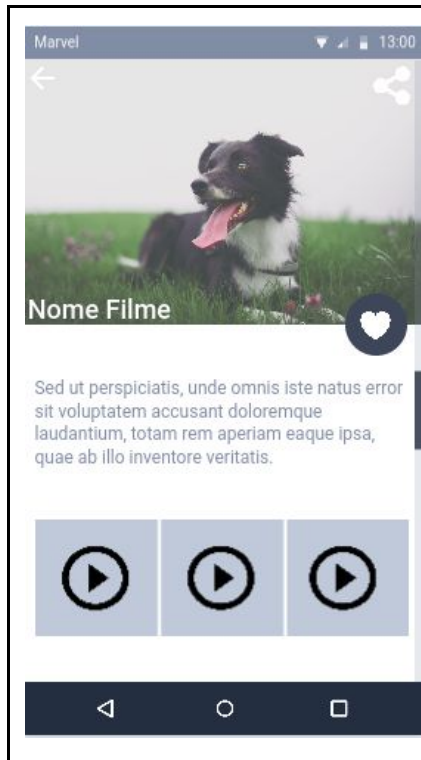 Marvel 13:00
Nome Filme
Sed ut perspiciatis, unde omnis iste natus error
sit voluptatem accusant doloremque
laudantium, totam rem aperiam eaque ipsa,
quae ab illo inventore veritatis.